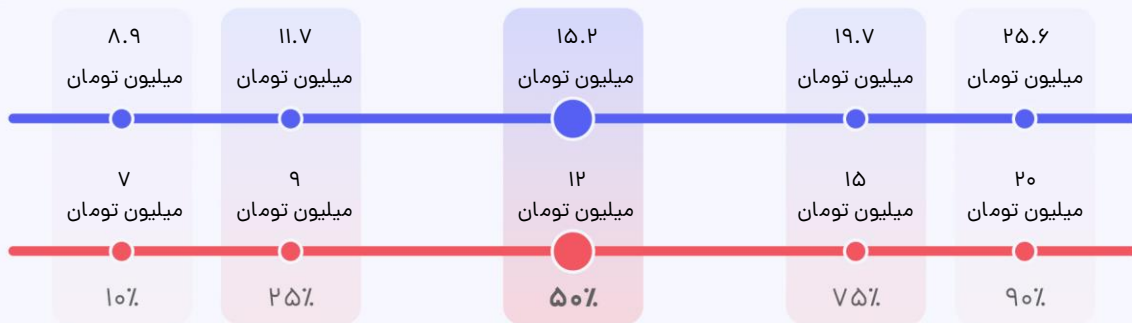 ۸.۹
میلیون تومان
۱۱.۷
میلیون تومان
۱۵.۲
میلیون تومان
۱۹.۷
میلیون تومان
۲۵.۶
میلیون تومان
۷
میلیون تومان
۹
میلیون تومان
۱۲
میلیون تومان
۱۵
میلیون تومان
۲۰
میلیون تومان
۱۰٪
۲۵٪
۵۰٪
۷۵٪
۹۰٪